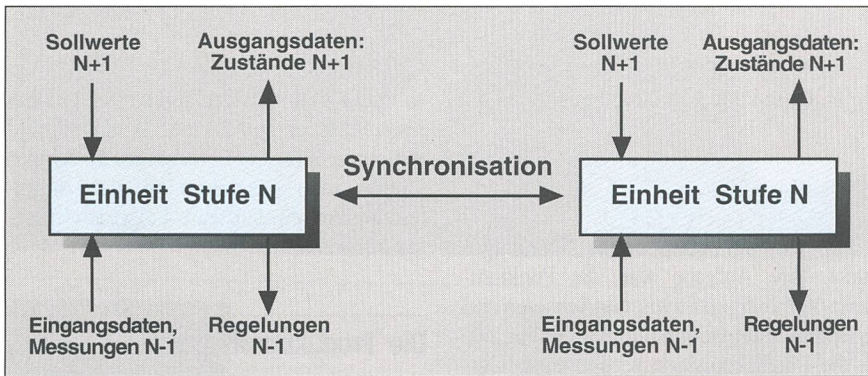 Sollwerte
N+1
Ausgangsdaten:
Zustände N+1
Sollwerte
N+1
Ausgangsdaten:
Zustände N+1
Einheit Stufe N
Synchronisation
Einheit Stufe N
Eingangsdaten,
Messungen N-1
Regelungen
N-1
Eingangsdaten,
Messungen N-1
Regelungen
N-1